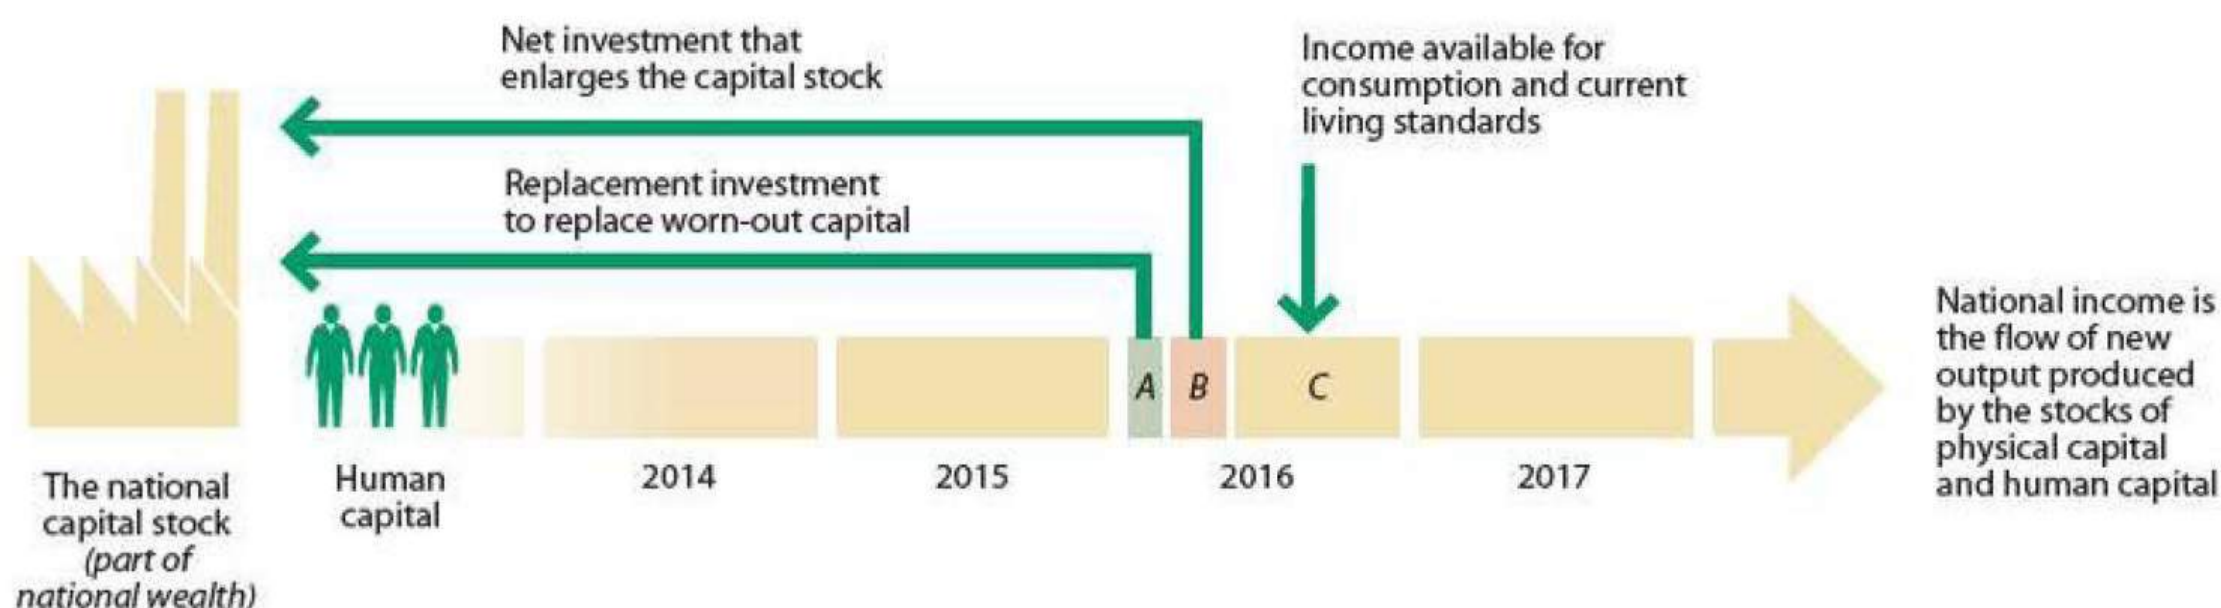 Net investment that
enlarges the capital stock
Income available for
consumption and current
living standards
Replacement investment
to replace worn-out capital
A
B
C
National income is
the flow of new
output produced
by the stocks of
physical capital
and human capital
The national
capital stock
(part of
national wealth)
Human
capital
2014
2015
2016
2017